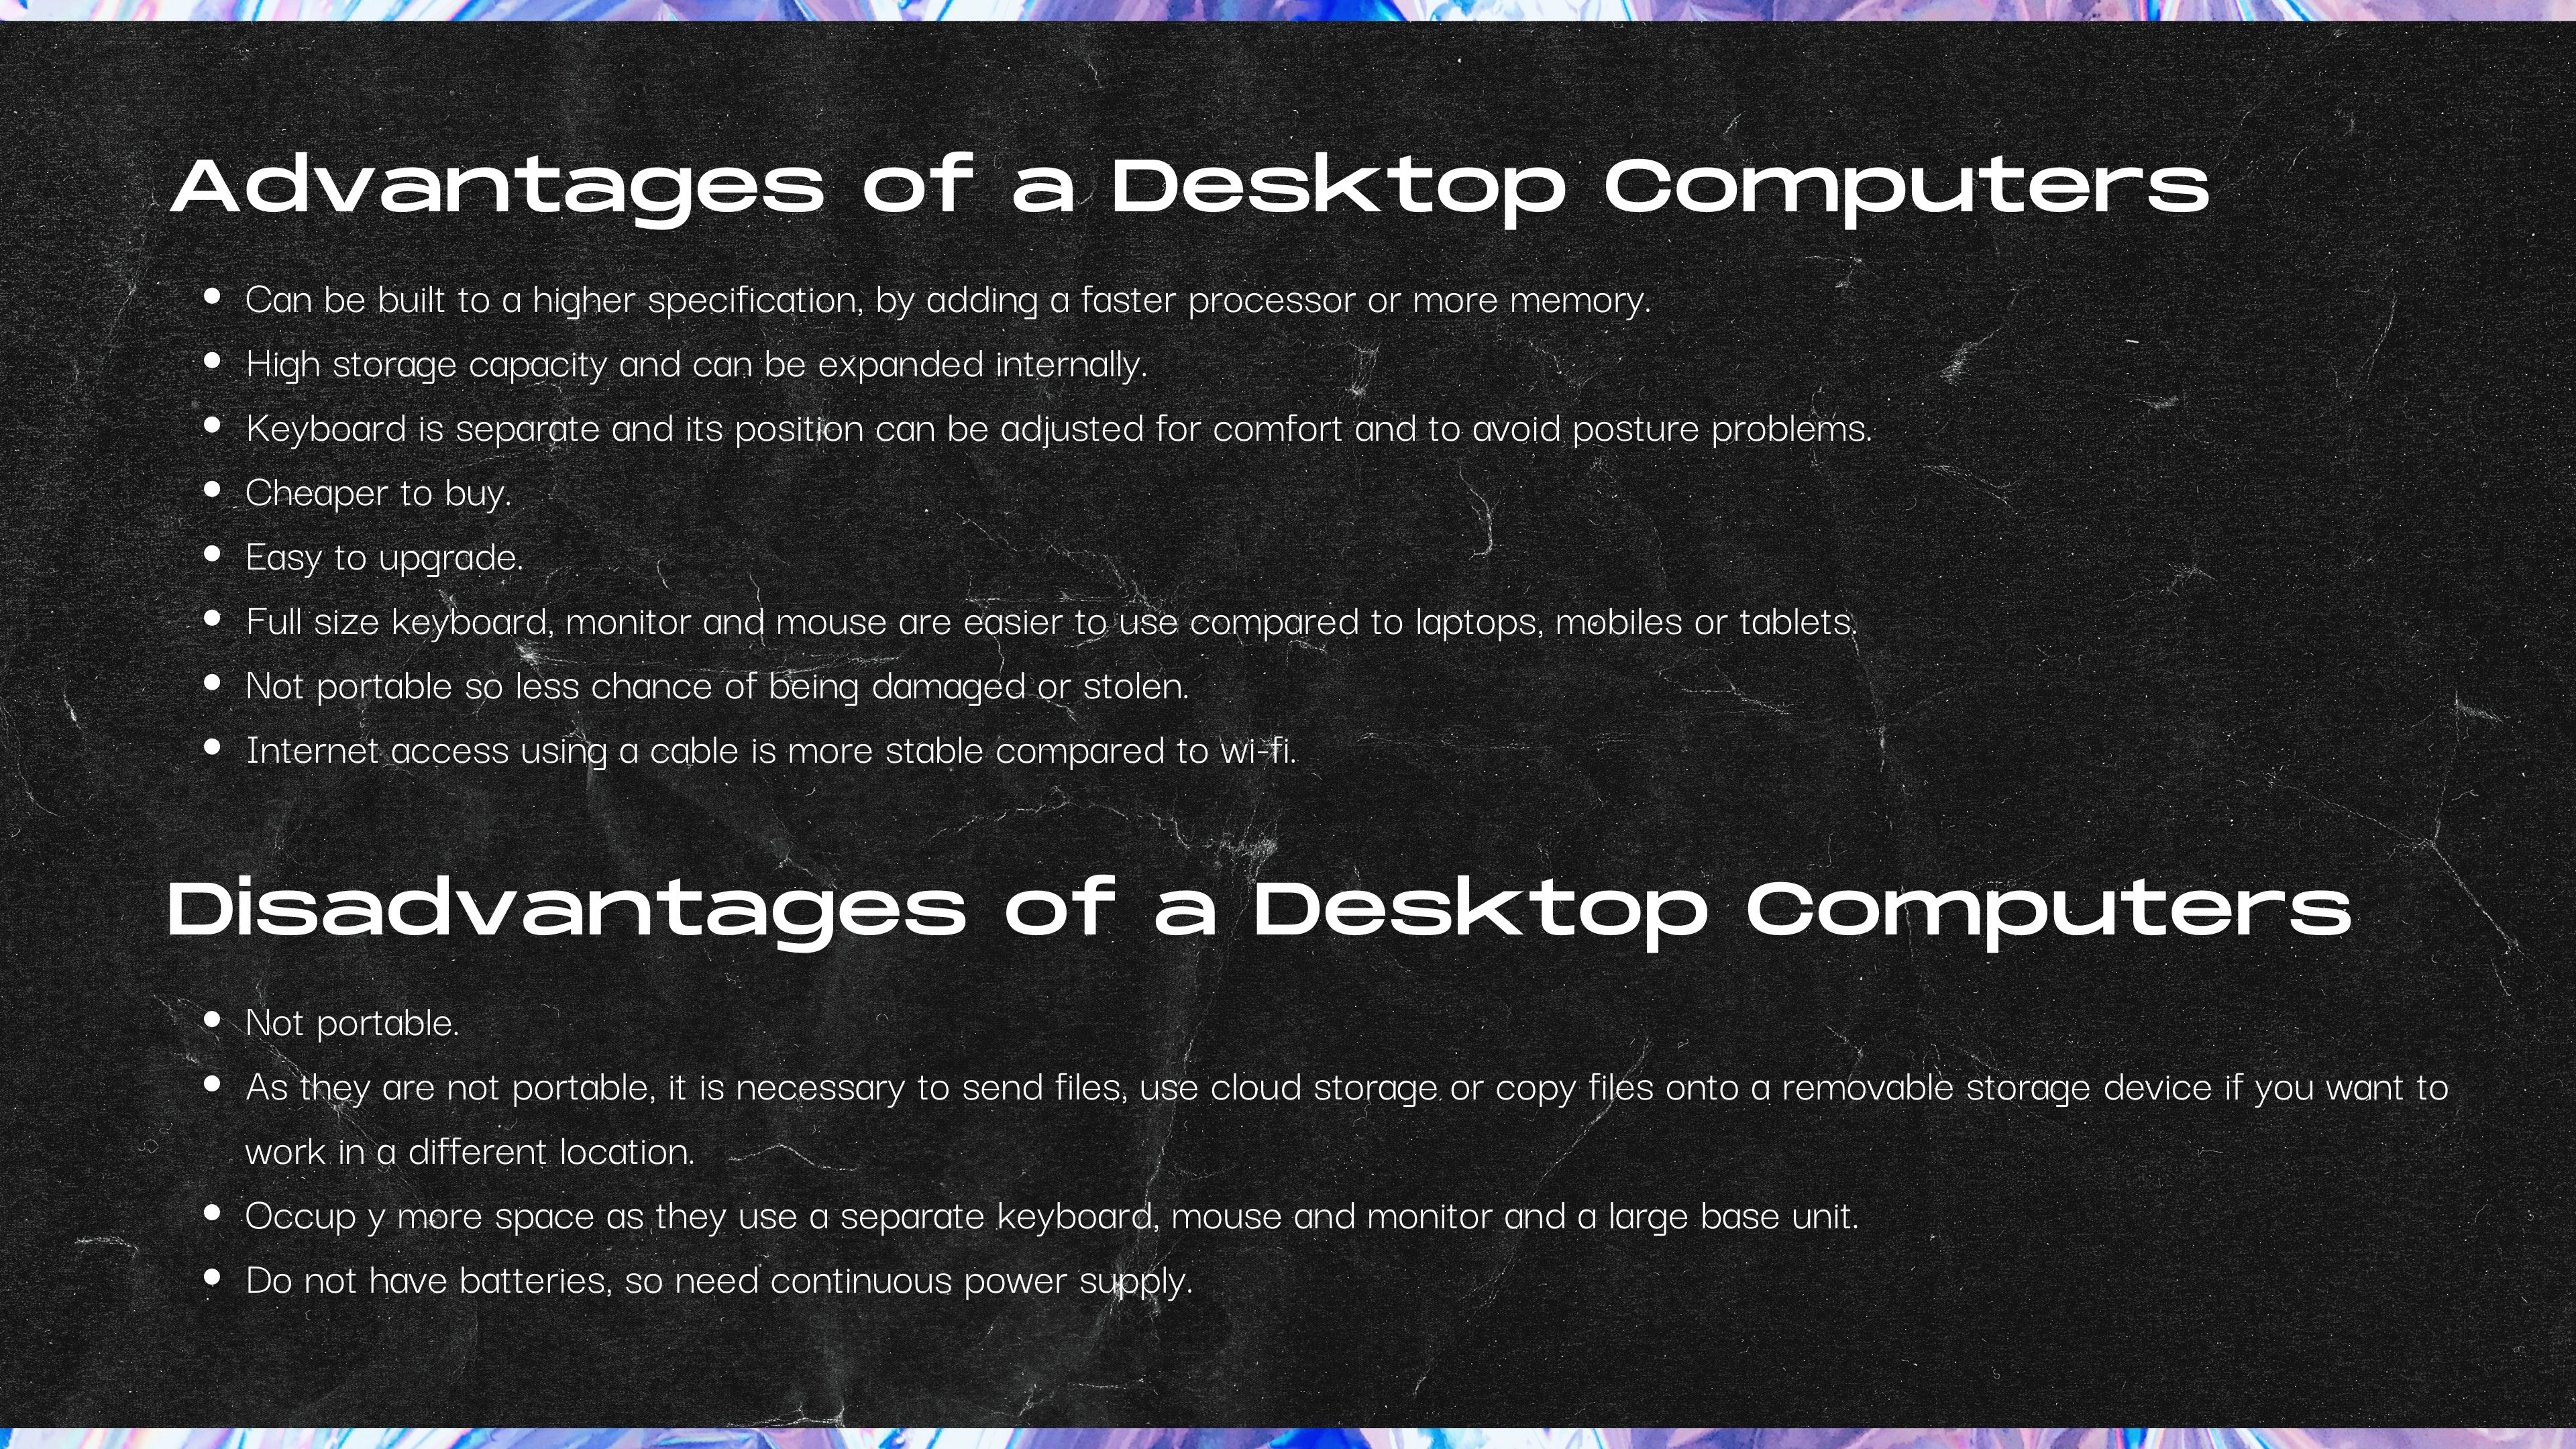 Advantages of a Desktop Computers
• Can be built to a higher specification, by adding a faster processor or more memory.
• High storage capacity and can be expanded internally.
• Keyboard is separate and its position can be adjusted for comfort and to avoid posture problems.
• Cheaper to buy.
• Easy to upgrade.
• Full size keyboard, monitor and mouse are easier to use compared to laptops, mobiles or tablets.
• Not portable so less chance of being damaged or stolen.
• Internet access using a cable is more stable compared to wi-fi.
Disadvantages of a Desktop Computers
• Not portable.
• As they are not portable, it is necessary to send files, use cloud storage or copy files onto a removable storage device if you want to
work in a different location.
• Occup y more space as they use a separate keyboard, mouse and monitor and a large base unit.
• Do not have batteries, so need continuous power supply.